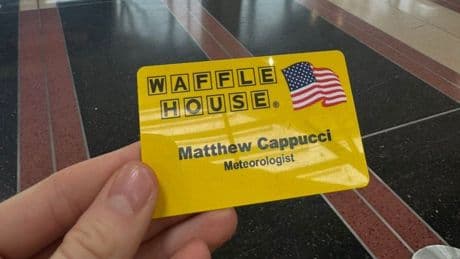 WAFFLE
HOUSE®
Matthew Cappucci
Meteorologist